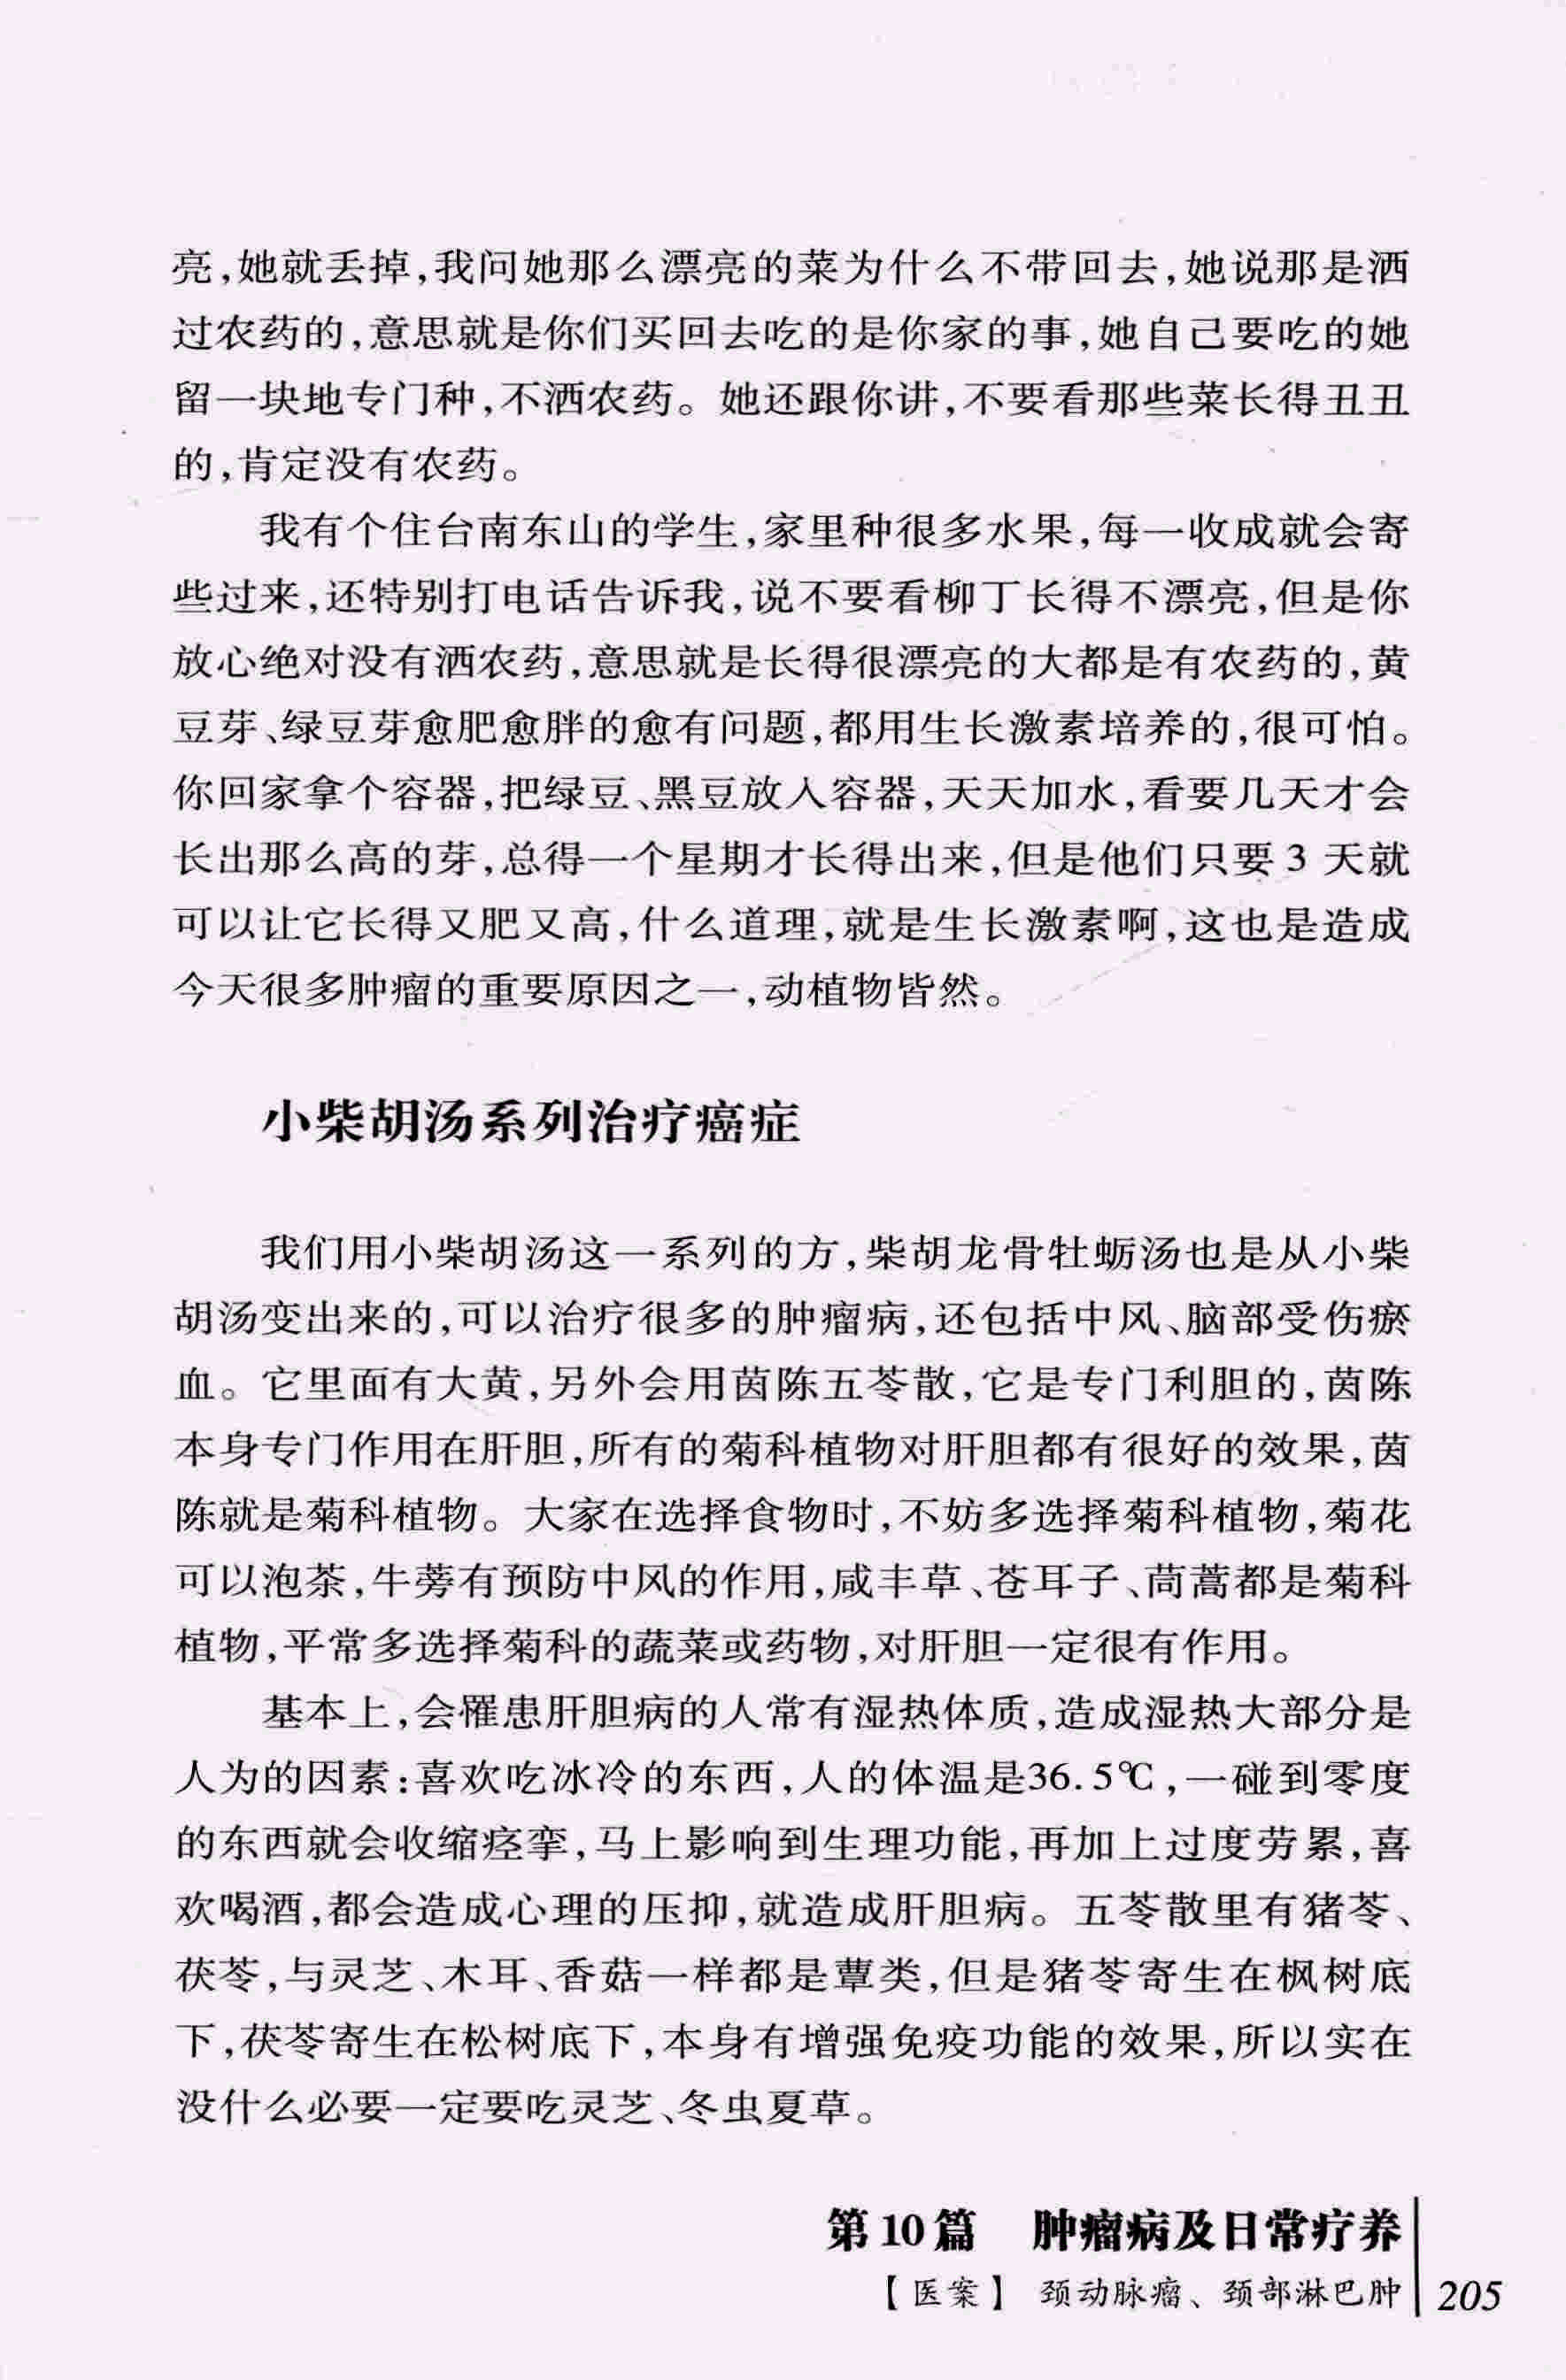 亮,她就丢掉,我问她那么漂亮的菜为什么不带回去,她说那是洒
过农药的,意思就是你们买回去吃的是你家的事,她自己要吃的她
留一块地专门种,不洒农药。她还跟你讲,不要看那些菜长得丑丑
的,肯定没有农药。
我有个住台南东山的学生,家里种很多水果,每一收成就会寄
些过来,还特别打电话告诉我,说不要看柳丁长得不漂亮,但是你
放心绝对没有洒农药,意思就是长得很漂亮的大都是有农药的,黄
豆芽、绿豆芽愈肥愈胖的愈有问题,都用生长激素培养的,很可怕。
你回家拿个容器,把绿豆、黑豆放入容器,天天加水,看要几天才会
长出那么高的芽,总得一个星期才长得出来,但是他们只要3天就
可以让它长得又肥又高,什么道理,就是生长激素啊,这也是造成
今天很多肿瘤的重要原因之一,动植物皆然。
小柴胡汤系列治疗癌症
我们用小柴胡汤这一系列的方,柴胡龙骨牡蛎汤也是从小柴
胡汤变出来的,可以治疗很多的肿瘤病,还包括中风、脑部受伤瘀
血。它里面有大黄,另外会用茵陈五苓散,它是专门利胆的,茵陈
本身专门作用在肝胆,所有的菊科植物对肝胆都有很好的效果,茵
陈就是菊科植物。大家在选择食物时,不妨多选择菊科植物,菊花
可以泡茶,牛蒡有预防中风的作用,咸丰草、苍耳子、茼蒿都是菊科
植物,平常多选择菊科的蔬菜或药物,对肝胆一定很有作用。
基本上,会罹患肝胆病的人常有湿热体质,造成湿热大部分是
人为的因素:喜欢吃冰冷的东西,人的体温是36.5℃,一碰到零度
的东西就会收缩痉挛,马上影响到生理功能,再加上过度劳累,喜
欢喝酒,都会造成心理的压抑,就造成肝胆病。五苓散里有猪苓、
茯苓,与灵芝、木耳、香菇一样都是蕈类,但是猪苓寄生在枫树底
下,茯苓寄生在松树底下,本身有增强免疫功能的效果,所以实在
没什么必要一定要吃灵芝、冬虫夏草。
第10篇 肿瘤病及日常疗养
【医案】 颈动脉瘤、颈部淋巴肿 205